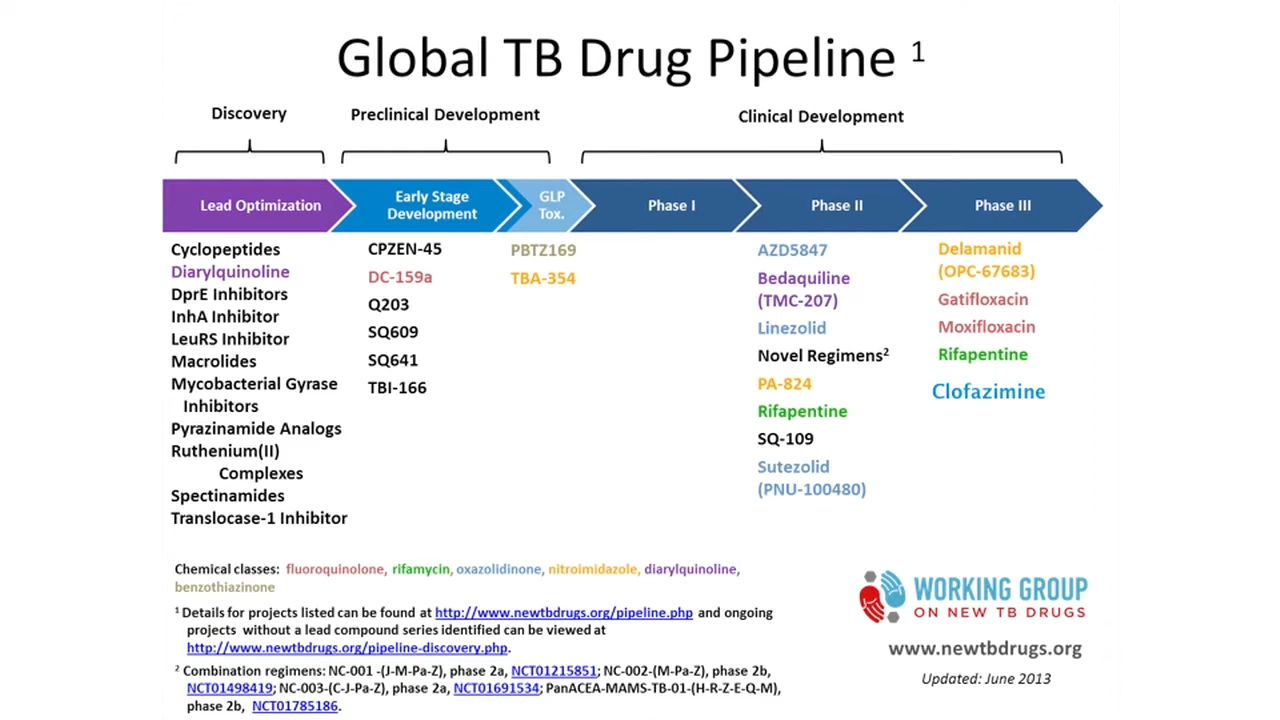 Global TB Drug Pipeline 1
Discovery
Preclinical Development
Clinical Development
Lead Optimization
Early Stage
Development
GLP
Tox.
Phase I
Phase II
Phase III
Cyclopeptides
Diarylquinoline
DprE Inhibitors
InhA Inhibitor
LeuRS Inhibitor
Macrolides
Mycobacterial Gyrase
Inhibitors
Pyrazinamide Analogs
Ruthenium(II)
Complexes
Spectinamides
Translocase-1 Inhibitor
CPZEN-45
DC-159a
Q203
SQ609
SQ641
TBI-166
PBTZ169
TBA-354
AZD5847
Bedaquiline
(TMC-207)
Linezolid
Novel Regimens2
PA-824
Rifapentine
SQ-109
Sutezolid
(PNU-100480)
Delamanid
(OPC-67683)
Gatifloxacin
Moxifloxacin
Rifapentine
Clofazimine
Chemical classes: fluoroquinolone, rifamycin, oxazolidinone, nitroimidazole, diarylquinoline,
benzothiazinone
1 Details for projects listed can be found at http://www.newtbdrugs.org/pipeline.php and ongoing
projects without a lead compound series identified can be viewed at
http://www.newtbdrugs.org/pipeline-discovery.php.
2 Combination regimens: NC-001 -(J-M-Pa-Z), phase 2a, NCT01215851; NC-002-(M-Pa-Z), phase 2b,
NCT01498419; NC-003-(C-J-Pa-Z), phase 2a, NCT01691534; PanACEA-MAMS-TB-01-(H-R-Z-E-Q-M),
phase 2b, NCT01785186.
WORKING GROUP
ON NEW TB DRUGS
www.newtbdrugs.org
Updated: June 2013